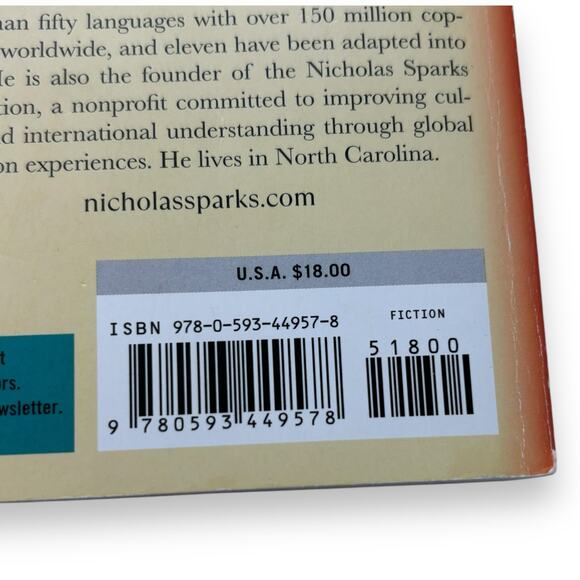 an fifty languages with over 150 million cop-
worldwide, and eleven have been adapted into
He is also the founder of the Nicholas Sparks
tion, a nonprofit committed to improving cul-
d international understanding through global
on experiences. He lives in North Carolina.
nicholassparks.com
U.S.A. $18.00
ISBN 978-0-593-44957-8
FICTION
51800
9 780593 449578
t
rs.
wsletter.